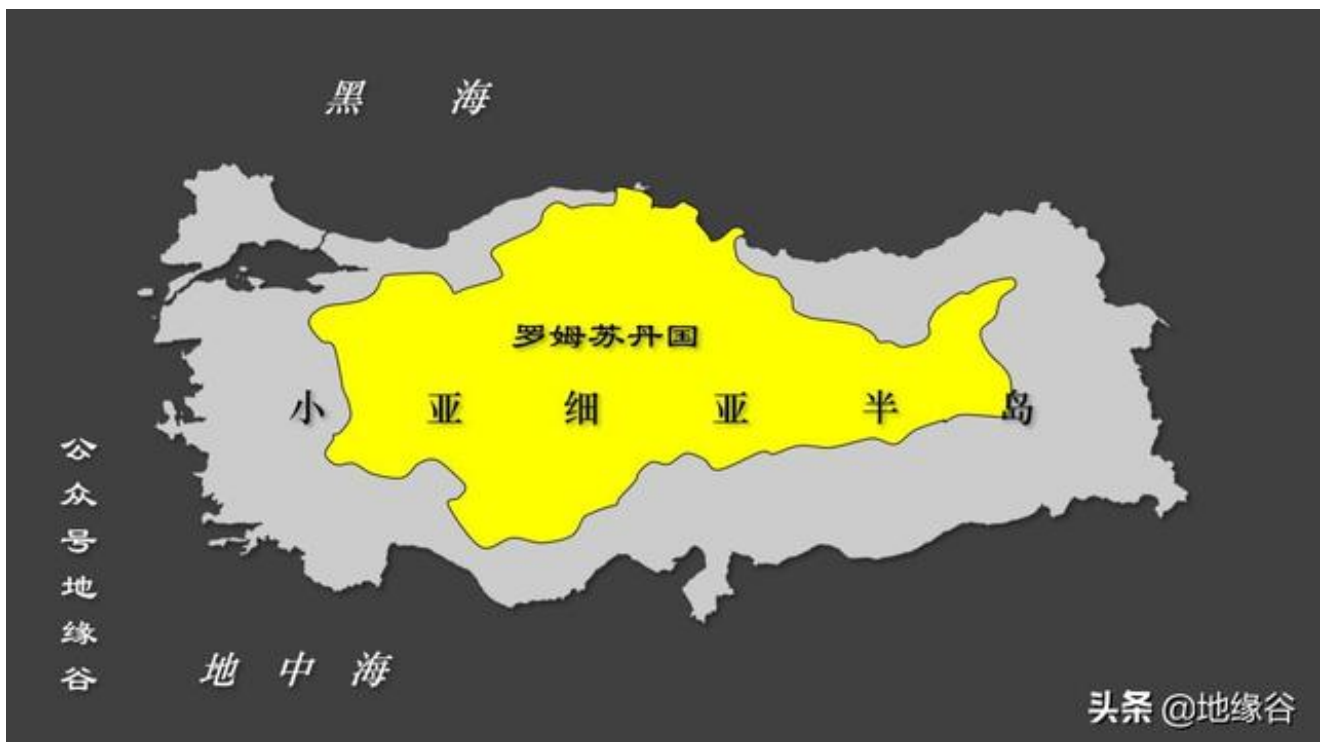 黑海
罗姆苏丹国
小亚细亚半岛
公众号地缘谷
地中海
头条 @地缘谷